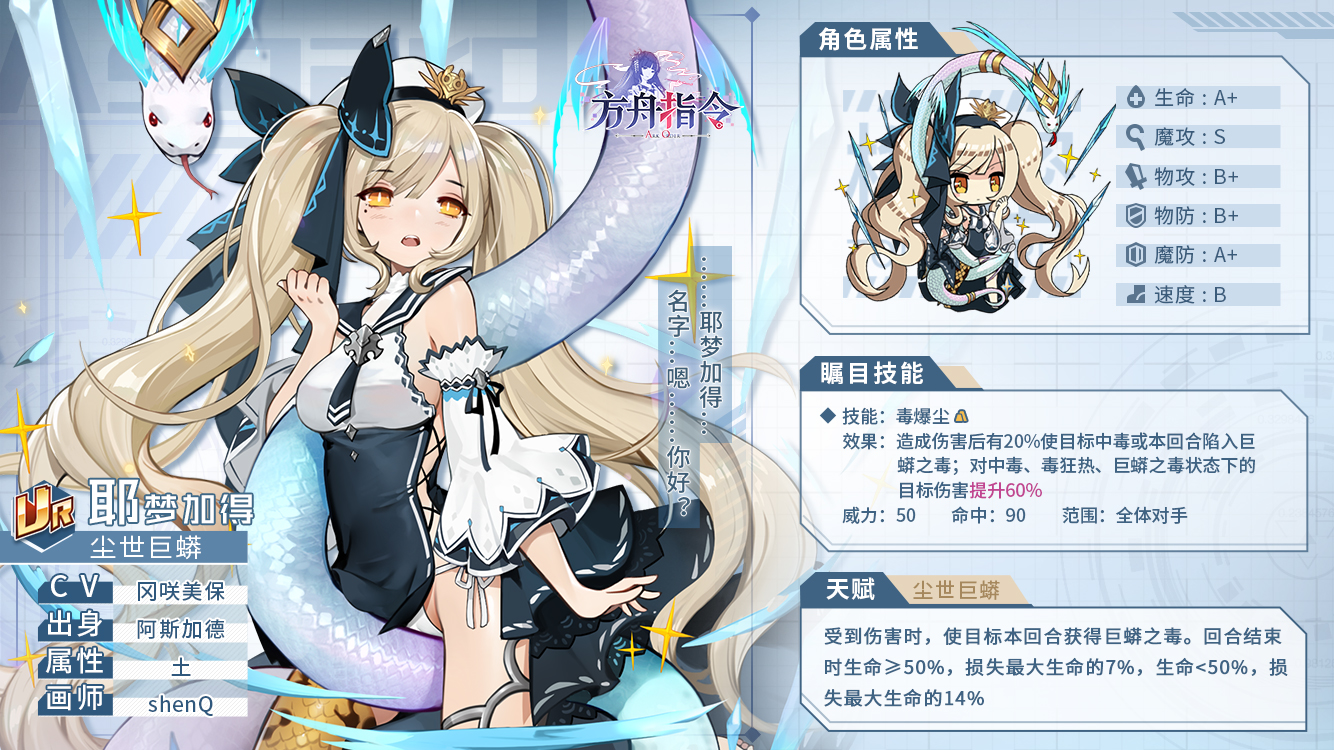 方舟指令
ARK ORDER
……耶梦加得…
名字…嗯……你好?
UR
耶梦加得
尘世巨蟒
CV 冈咲美保
出身 阿斯加德
属性 土
画师 shenQ
角色属性
生命：A+
魔攻：S
物攻：B+
物防：B+
魔防：A+
速度：B
瞩目技能
技能：毒爆尘
效果：造成伤害后有20%使目标中毒或本回合陷入巨
蟒之毒；对中毒、毒狂热、巨蟒之毒状态下的
目标伤害提升60%
威力：50 命中：90 范围：全体对手
天赋 尘世巨蟒
受到伤害时，使目标本回合获得巨蟒之毒。回合结束
时生命≥50%，损失最大生命的7%，生命<50%，损
失最大生命的14%